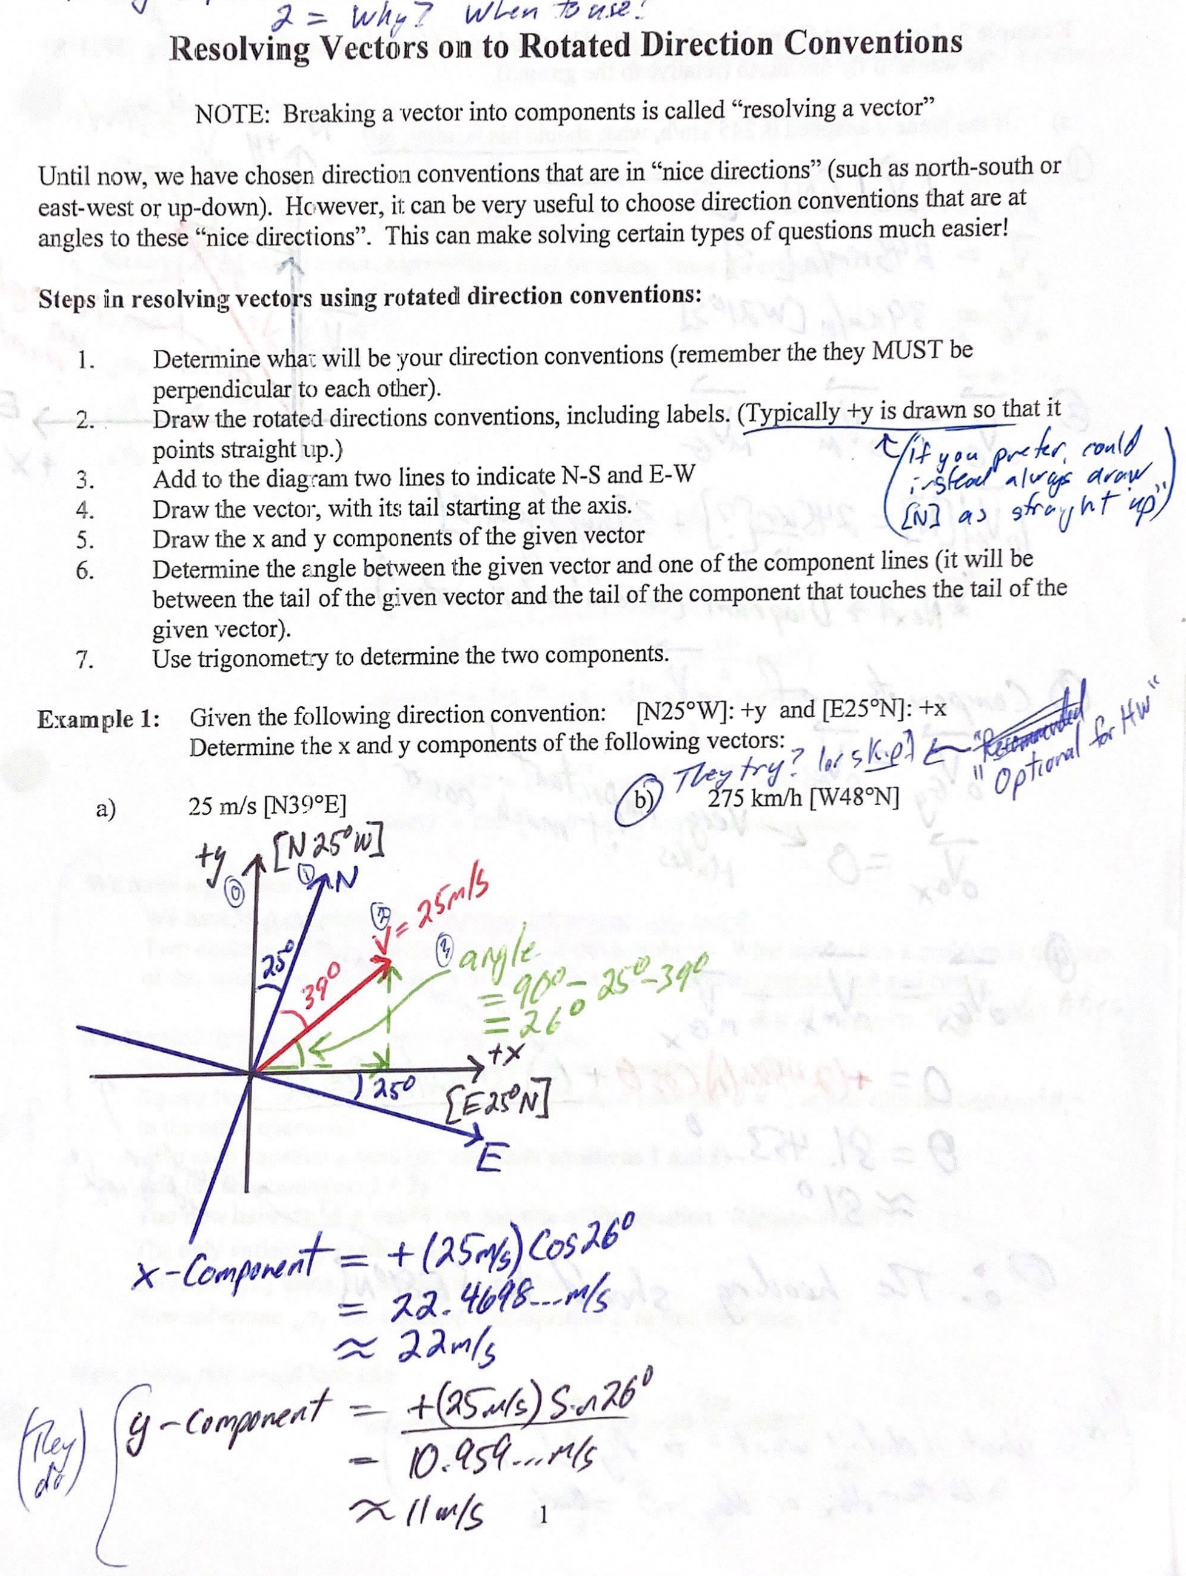 2 = Why? When to use!
Resolving Vectors on to Rotated Direction Conventions
NOTE: Breaking a vector into components is called “resolving a vector”
Until now, we have chosen direction conventions that are in “nice directions” (such as north-south or
east-west or up-down). However, it can be very useful to choose direction conventions that are at
angles to these “nice directions”. This can make solving certain types of questions much easier!
Steps in resolving vectors using rotated direction conventions:
1. Determine what will be your direction conventions (remember the they MUST be
perpendicular to each other).
2. Draw the rotated directions conventions, including labels. (Typically +y is drawn so that it
points straight up.)
(if you prefer, could
instead always draw
[N] as straight up")
3. Add to the diagram two lines to indicate N-S and E-W
4. Draw the vector, with its tail starting at the axis.
5. Draw the x and y components of the given vector
6. Determine the angle between the given vector and one of the component lines (it will be
between the tail of the given vector and the tail of the component that touches the tail of the
given vector).
7. Use trigonometry to determine the two components.
Example 1: Given the following direction convention: [N25°W]: +y and [E25°N]: +x
Determine the x and y components of the following vectors:
They try? (or skip?) ← "Recommended
"Optional for HW"
a) 25 m/s [N39°E]
b) 275 km/h [W48°N]
+y [N25°W]
0 1 N
2 V = 25m/s
25°
39°
3 angle
= 90° - 25° - 39°
= 26°
+x
25°
[E25°N]
E
x-Component = +(25m/s) Cos26°
= 22.4698...m/s
≈ 22m/s
(They do)
y-Component = +(25m/s) Sin26°
= 10.959...m/s
≈ 11m/s
1